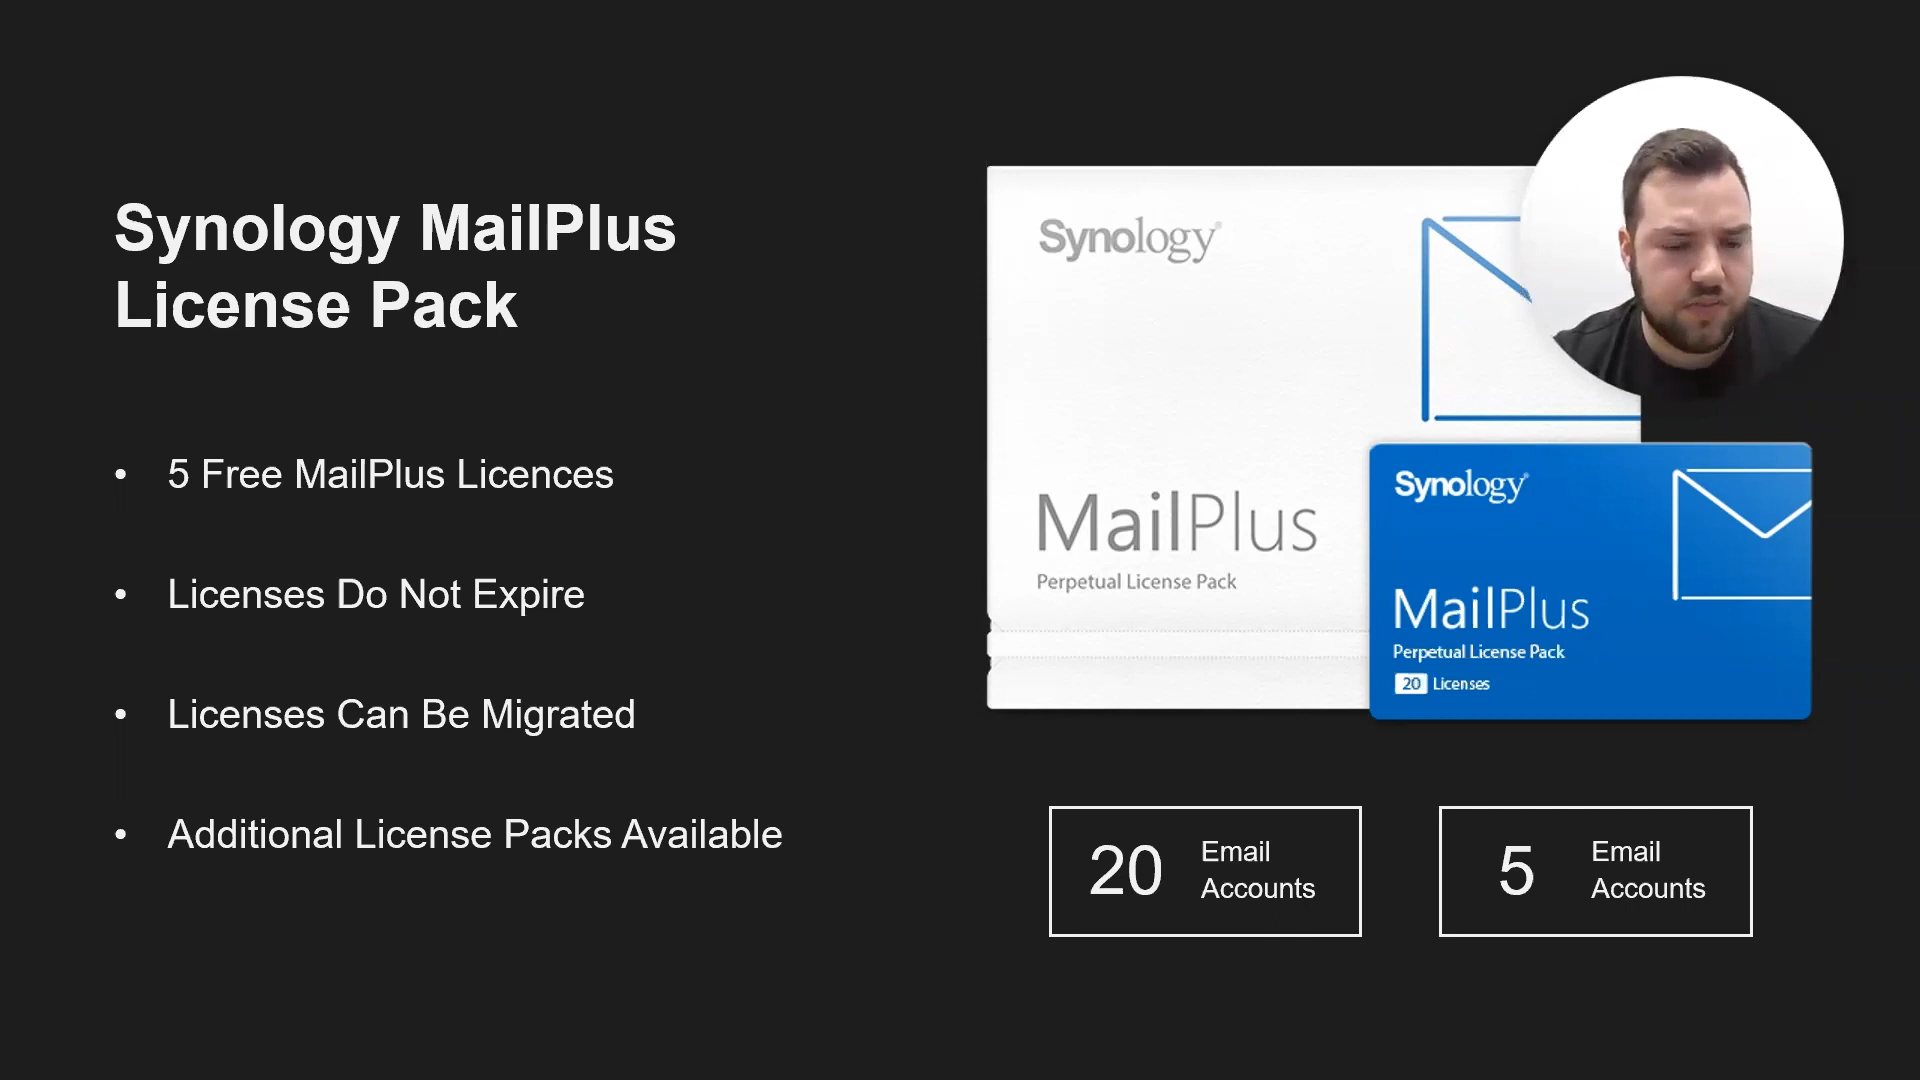 Synology MailPlus
License Pack
• 5 Free MailPlus Licences
• Licenses Do Not Expire
• Licenses Can Be Migrated
• Additional License Packs Available
Synology®
MailPlus
Perpetual License Pack
Synology®
MailPlus
Perpetual License Pack
20 Licenses
20
Email
Accounts
5
Email
Accounts